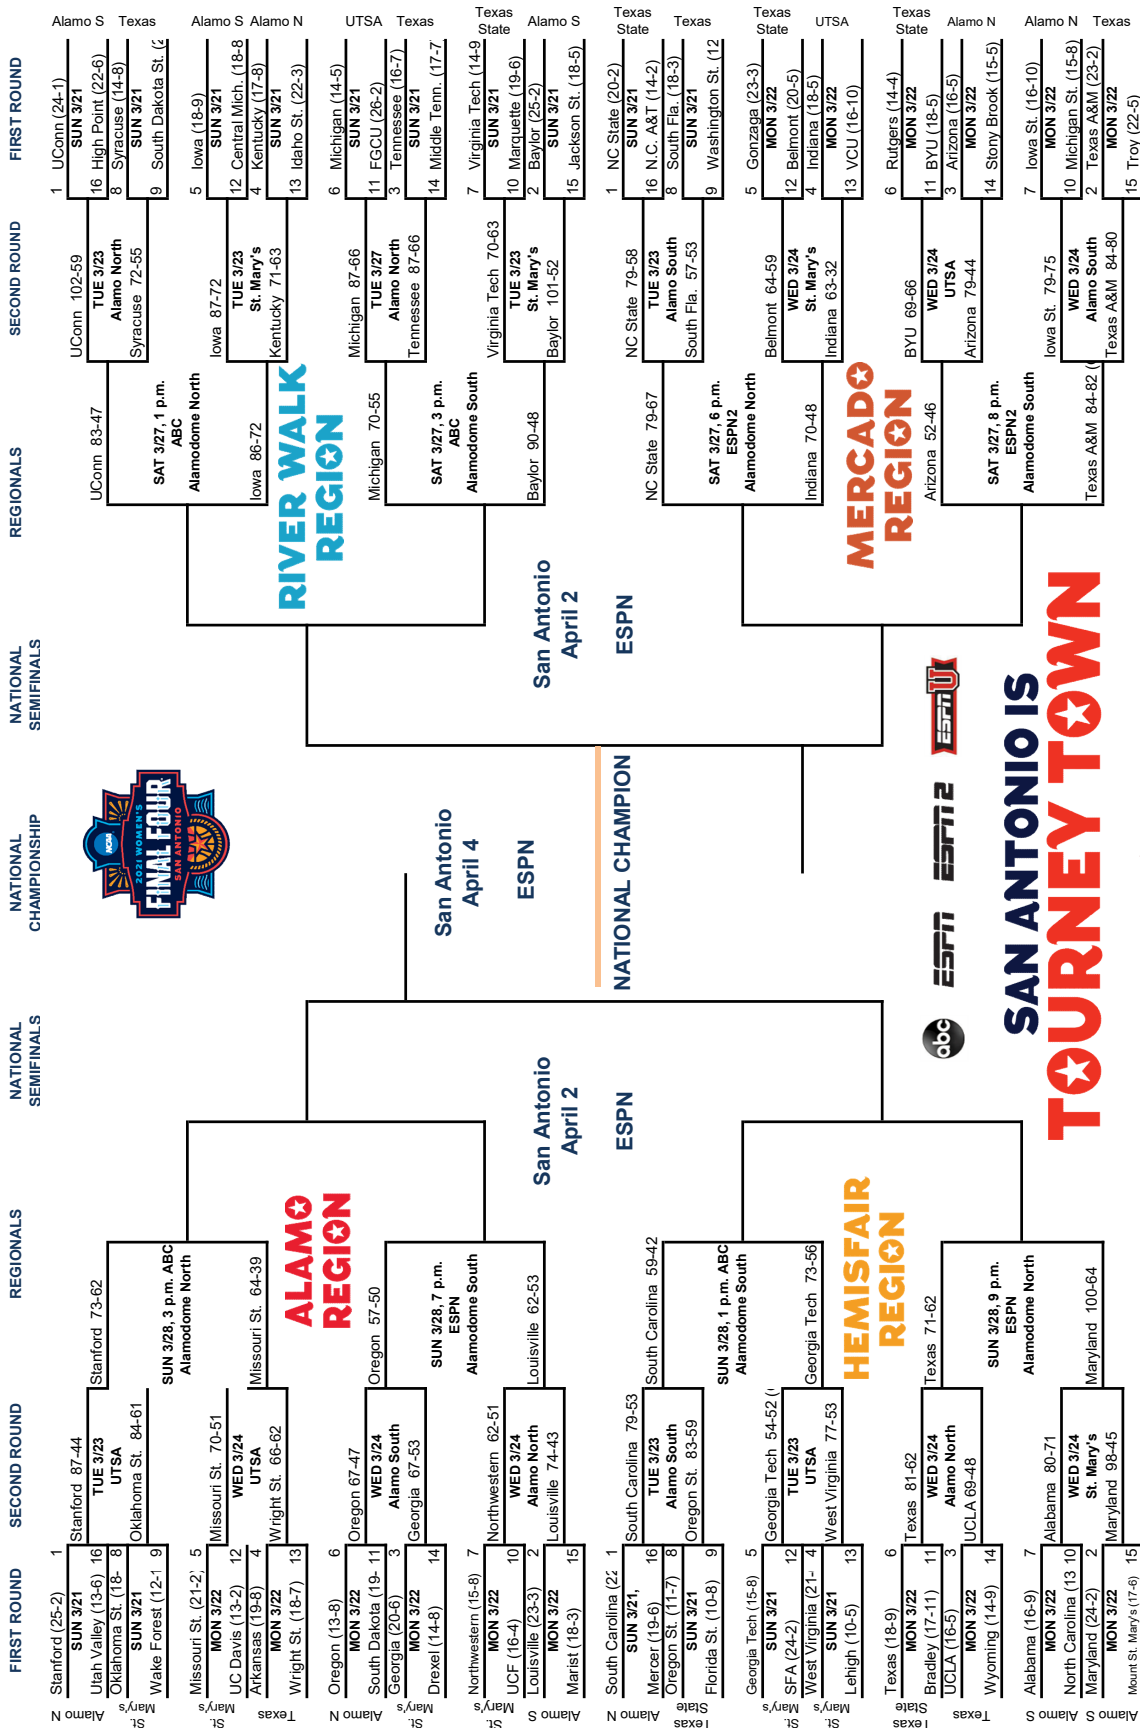 FIRST ROUND
SECOND ROUND
REGIONALS
NATIONAL
SEMIFINALS
NATIONAL
CHAMPIONSHIP
NATIONAL
SEMIFINALS
REGIONALS
SECOND ROUND
FIRST ROUND
Alamo N
Stanford (25-2) 1
SUN 3/21
Utah Valley (13-6) 16
Stanford 87-44
TUE 3/23
UTSA
St. Mary's
Oklahoma St. (18- 8
SUN 3/21
Wake Forest (12-1 9
Oklahoma St. 84-61
Stanford 73-62
SUN 3/28, 3 p.m. ABC
Alamodome North
St. Mary's
Missouri St. (21-2) 5
MON 3/22
UC Davis (13-2) 12
Missouri St. 70-51
WED 3/24
UTSA
Texas
Arkansas (19-8) 4
MON 3/22
Wright St. (18-7) 13
Wright St. 66-62
Missouri St. 64-39
ALAMO
REGION
Alamo N
Oregon (13-8) 6
MON 3/22
South Dakota (19- 11
Oregon 67-47
WED 3/24
Alamo South
St. Mary's
Georgia (20-6) 3
MON 3/22
Drexel (14-8) 14
Georgia 67-53
Oregon 57-50
SUN 3/28, 7 p.m.
ESPN
Alamodome South
St. Mary's
Northwestern (15-8) 7
MON 3/22
UCF (16-4) 10
Northwestern 62-51
WED 3/24
Alamo North
Alamo S
Louisville (23-3) 2
MON 3/22
Marist (18-3) 15
Louisville 74-43
Louisville 62-53
San Antonio
April 2
ESPN
Alamo N
South Carolina (22 1
SUN 3/21,
Mercer (19-6) 16
South Carolina 79-53
TUE 3/23
Alamo South
Texas State
Oregon St. (11-7) 8
SUN 3/21
Florida St. (10-8) 9
Oregon St. 83-59
South Carolina 59-42
SUN 3/28, 1 p.m. ABC
Alamodome South
St. Mary's
Georgia Tech (15-8) 5
SUN 3/21
SFA (24-2) 12
Georgia Tech 54-52 (
TUE 3/23
UTSA
UTSA
West Virginia (21- 4
SUN 3/21
Lehigh (10-5) 13
West Virginia 77-53
Georgia Tech 73-56
HEMISFAIR
REGION
Texas State
Texas (18-9) 6
MON 3/22
Bradley (17-11) 11
Texas 81-62
WED 3/24
Alamo North
Texas
UCLA (16-5) 3
MON 3/22
Wyoming (14-9) 14
UCLA 69-48
Texas 71-62
SUN 3/28, 9 p.m.
ESPN
Alamodome North
Alamo S
Alabama (16-9) 7
MON 3/22
North Carolina (13 10
Alabama 80-71
WED 3/24
St. Mary's
Alamo S
Maryland (24-2) 2
MON 3/22
Mount St. Mary's (17-6) 15
Maryland 98-45
Maryland 100-64
NCAA
2021 WOMEN'S
FINAL FOUR
SAN ANTONIO
San Antonio
April 4
ESPN
NATIONAL CHAMPION
abc
ESPN
ESPN 2
ESPN U
SAN ANTONIO IS
TOURNEY TOWN
1 UConn (24-1)
SUN 3/21
16 High Point (22-6)
Alamo S
UConn 102-59
TUE 3/23
Alamo North
8 Syracuse (14-8)
SUN 3/21
9 South Dakota St. (2
Texas
Syracuse 72-55
UConn 83-47
SAT 3/27, 1 p.m.
ABC
Alamodome North
5 Iowa (18-9)
SUN 3/21
12 Central Mich. (18-8
Alamo S
Iowa 87-72
TUE 3/23
St. Mary's
4 Kentucky (17-8)
SUN 3/21
13 Idaho St. (22-3)
Alamo N
Kentucky 71-63
Iowa 86-72
RIVER WALK
REGION
6 Michigan (14-5)
SUN 3/21
11 FGCU (26-2)
UTSA
Michigan 87-66
TUE 3/27
Alamo North
3 Tennessee (16-7)
SUN 3/21
14 Middle Tenn. (17-7
Texas
Tennessee 87-66
Michigan 70-55
SAT 3/27, 3 p.m.
ABC
Alamodome South
7 Virginia Tech (14-9
SUN 3/21
10 Marquette (19-6)
Texas
State
Virginia Tech 70-63
TUE 3/23
St. Mary's
2 Baylor (25-2)
SUN 3/21
15 Jackson St. (18-5)
Alamo S
Baylor 101-52
Baylor 90-48
San Antonio
April 2
ESPN
1 NC State (20-2)
SUN 3/21
16 N.C. A&T (14-2)
Texas
State
NC State 79-58
TUE 3/23
Alamo South
8 South Fla. (18-3)
SUN 3/21
9 Washington St. (12
Texas
South Fla. 57-53
NC State 79-67
SAT 3/27, 6 p.m.
ESPN2
Alamodome North
5 Gonzaga (23-3)
MON 3/22
12 Belmont (20-5)
Texas
State
Belmont 64-59
WED 3/24
St. Mary's
4 Indiana (18-5)
MON 3/22
13 VCU (16-10)
UTSA
Indiana 63-32
Indiana 70-48
MERCADO
REGION
6 Rutgers (14-4)
MON 3/22
11 BYU (18-5)
Texas
State
BYU 69-66
WED 3/24
UTSA
3 Arizona (16-5)
MON 3/22
14 Stony Brook (15-5)
Alamo N
Arizona 79-44
Arizona 52-46
SAT 3/27, 8 p.m.
ESPN2
Alamodome South
7 Iowa St. (16-10)
MON 3/22
10 Michigan St. (15-8)
Alamo N
Iowa St. 79-75
WED 3/24
Alamo South
2 Texas A&M (23-2)
MON 3/22
15 Troy (22-5)
Texas
Texas A&M 84-80
Texas A&M 84-82 (